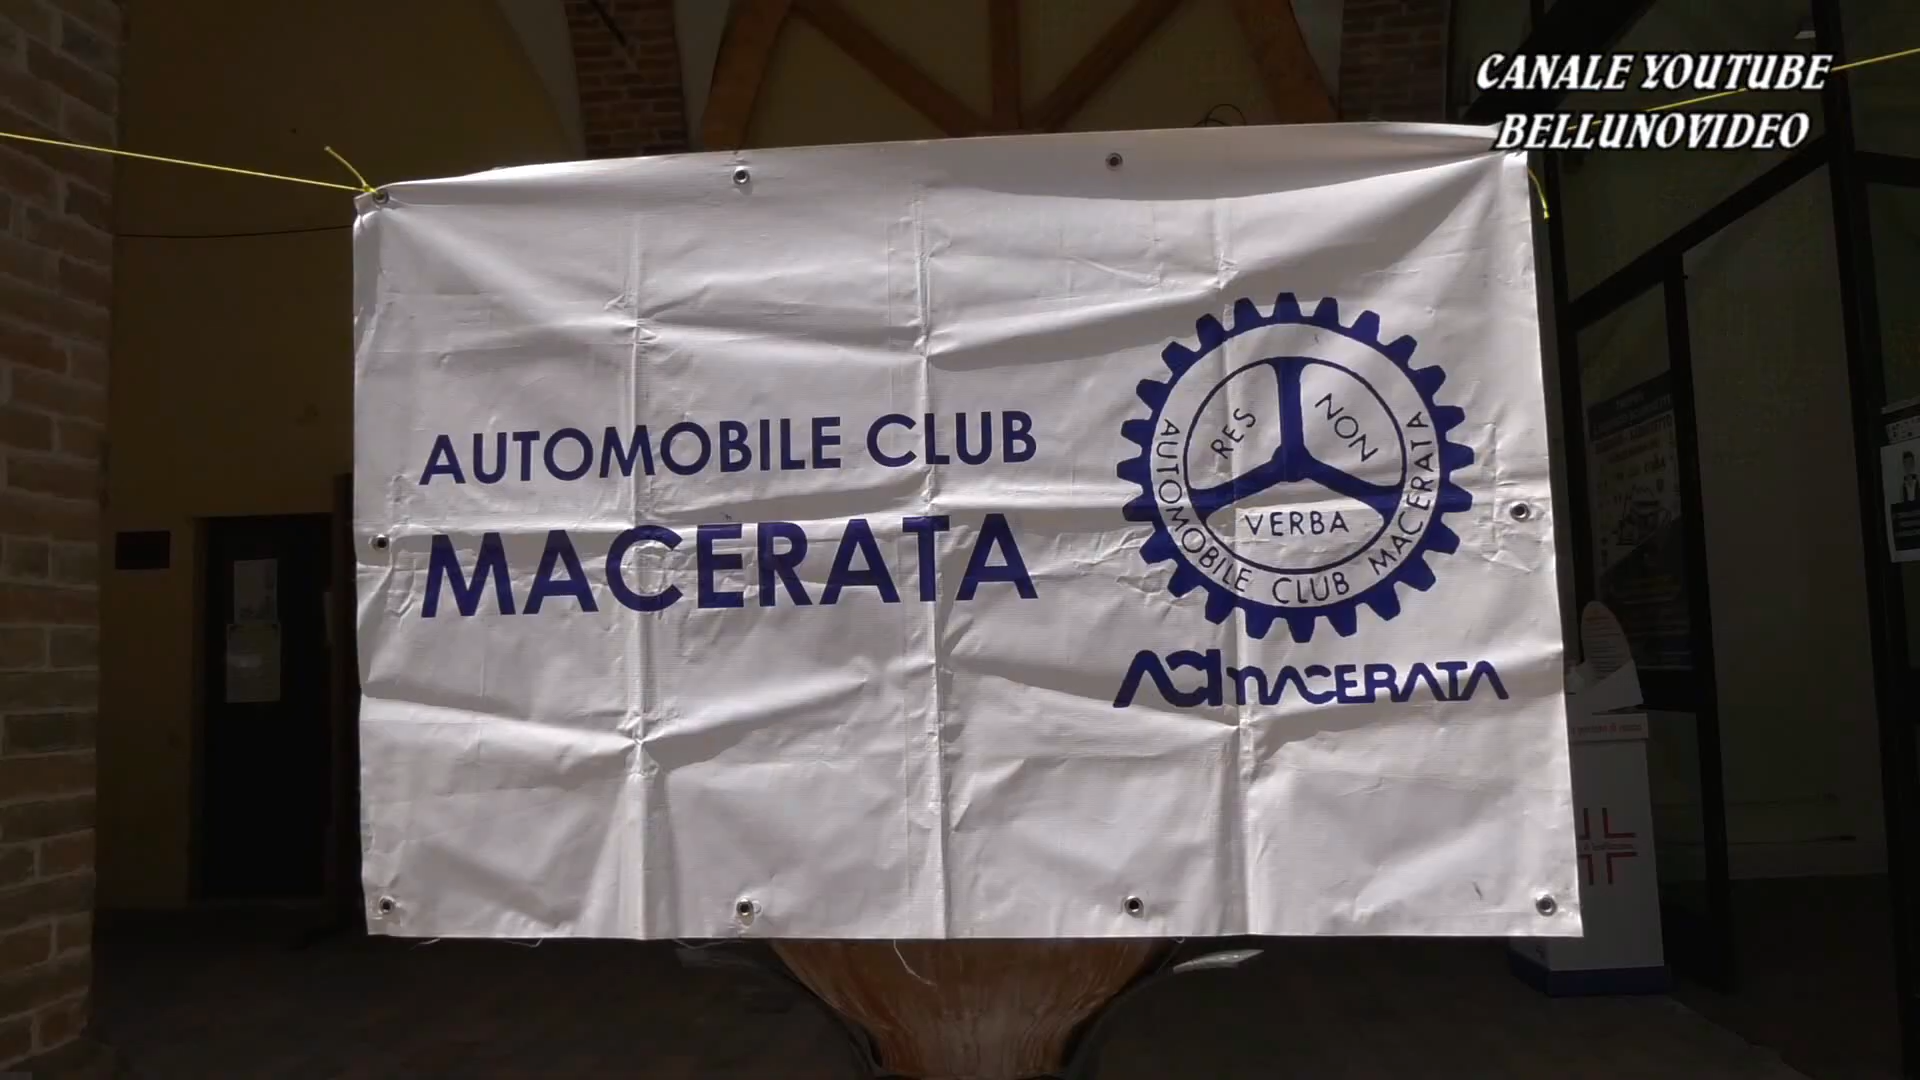 CANALE YOUTUBE
BELLUNOVIDEO
AUTOMOBILE CLUB
MACERATA
RES NON
VERBA
AUTOMOBILE CLUB MACERATA
ACI MACERATA